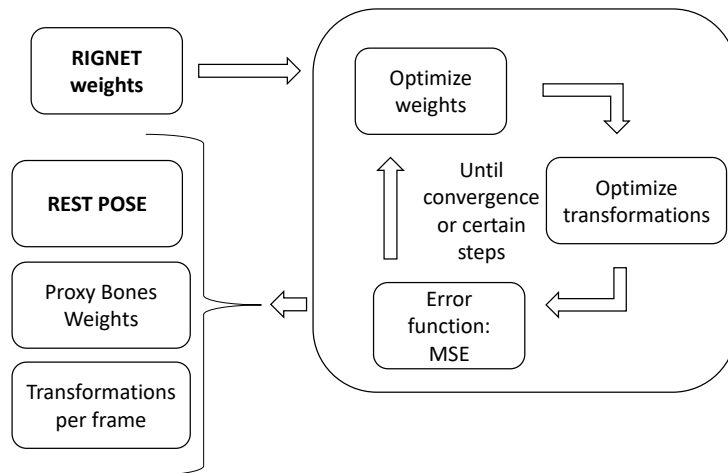 RIGNET
weights
Optimize
weights
Until
convergence
or certain
steps
Optimize
transformations
Error
function:
MSE
REST POSE
Proxy Bones
Weights
Transformations
per frame